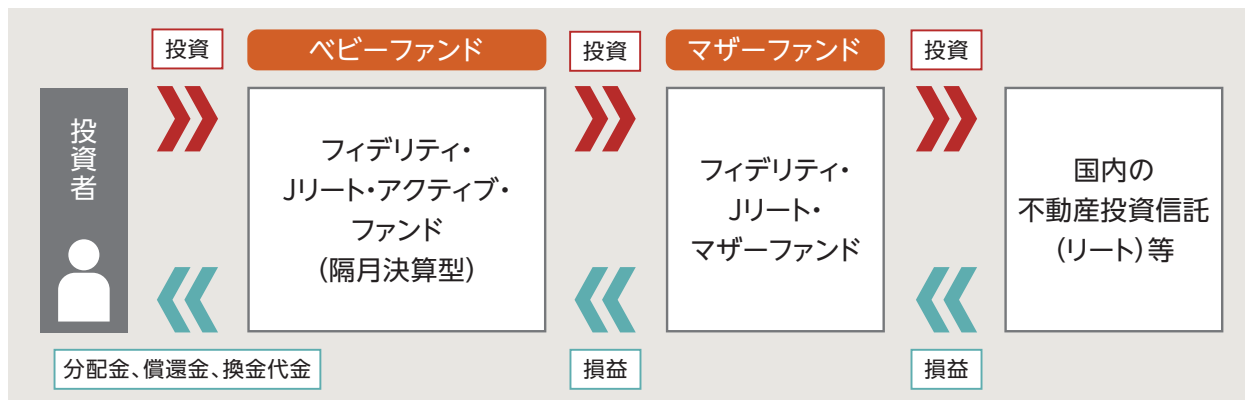 投資
ベビーファンド
投資
マザーファンド
投資
投資者
フィデリティ・
Jリート・アクティブ・
ファンド
(隔月決算型)
フィデリティ・
Jリート・
マザーファンド
国内の
不動産投資信託
(リート)等
分配金、償還金、換金代金
損益
損益